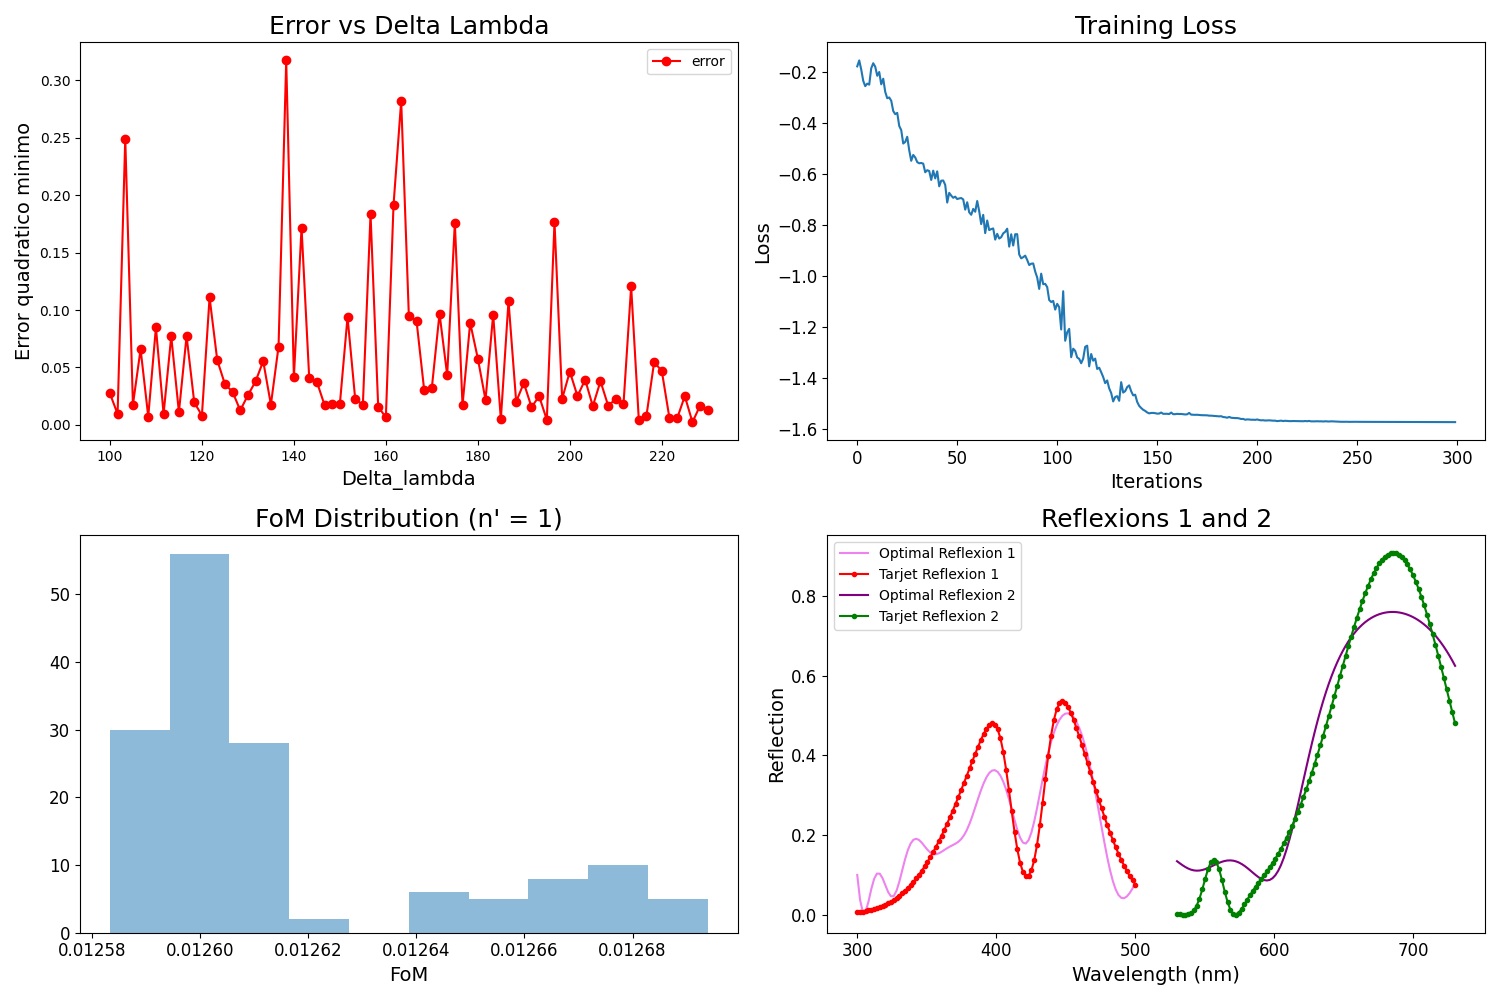 Error vs Delta Lambda
error
Error quadratico minimo
0.30
0.25
0.20
0.15
0.10
0.05
0.00
100 120 140 160 180 200 220
Delta_lambda
Training Loss
Loss
−0.2
−0.4
−0.6
−0.8
−1.0
−1.2
−1.4
−1.6
0 50 100 150 200 250 300
Iterations
FoM Distribution (n' = 1)
50
40
30
20
10
0
0.01258 0.01260 0.01262 0.01264 0.01266 0.01268
FoM
Reflexions 1 and 2
Optimal Reflexion 1
Tarjet Reflexion 1
Optimal Reflexion 2
Tarjet Reflexion 2
Reflection
0.8
0.6
0.4
0.2
0.0
300 400 500 600 700
Wavelength (nm)